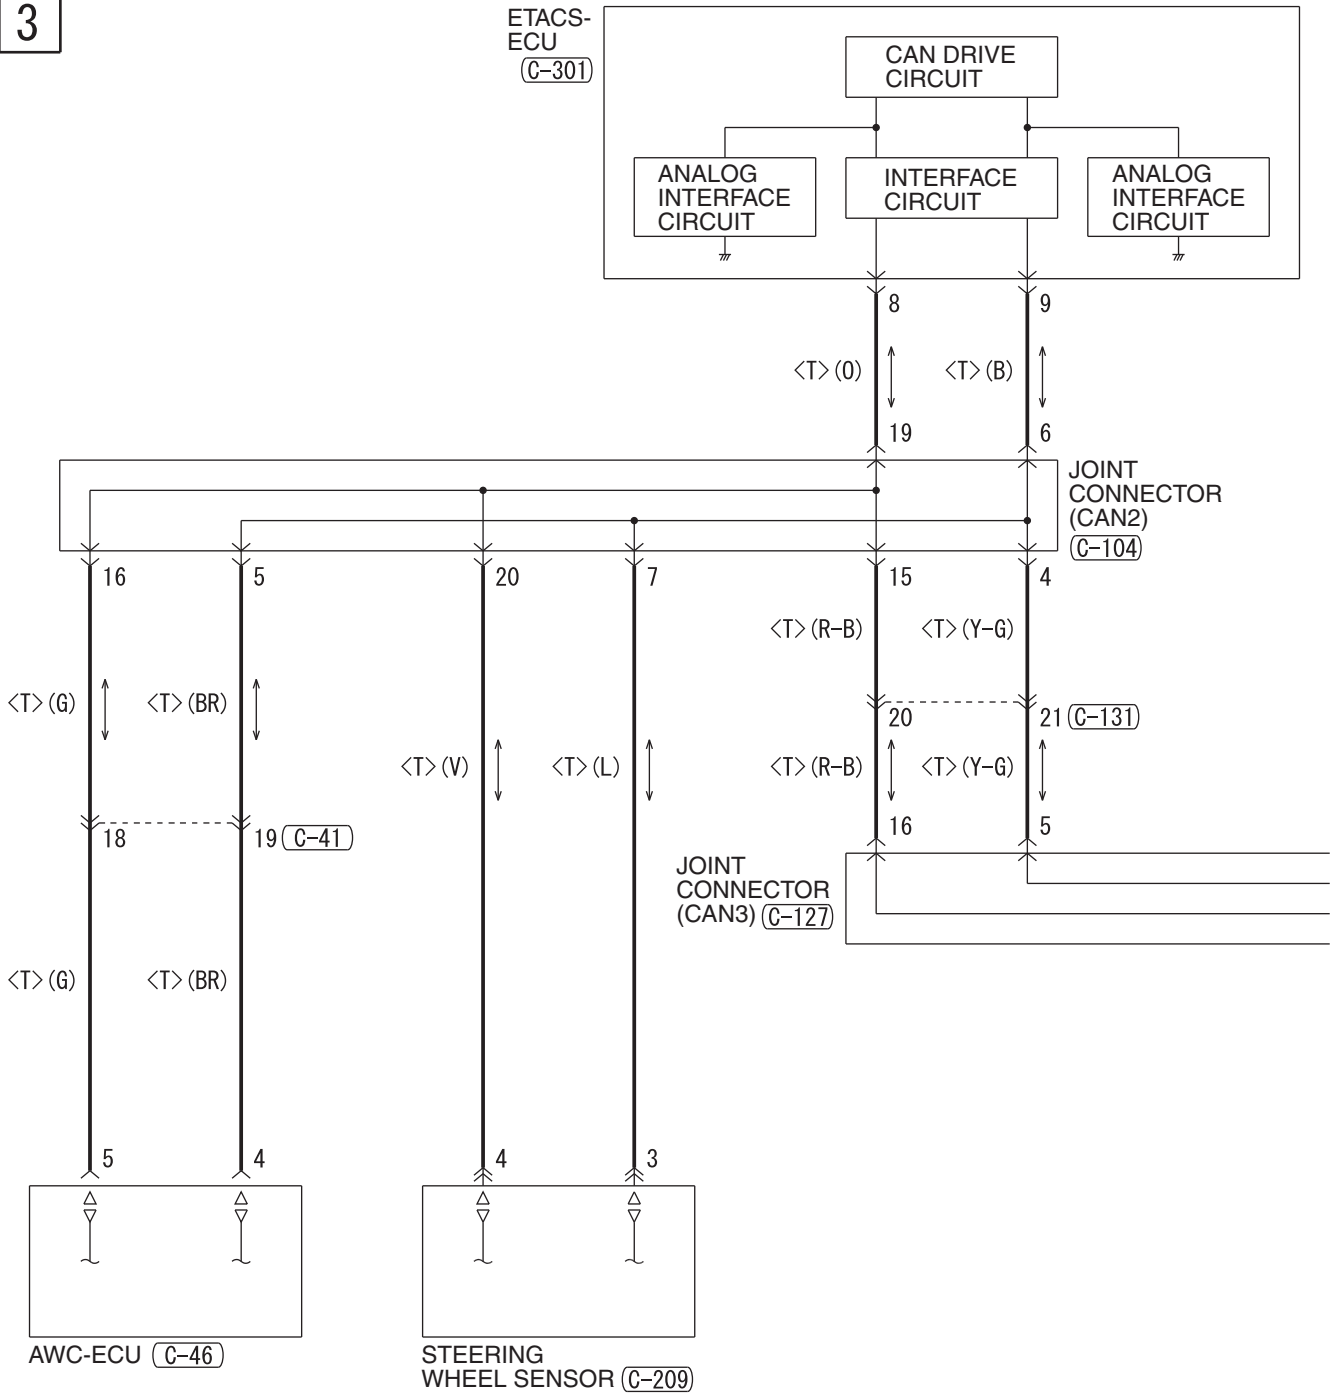 3
ETACS-
ECU
C-301
CAN DRIVE
CIRCUIT
ANALOG
INTERFACE
CIRCUIT
INTERFACE
CIRCUIT
ANALOG
INTERFACE
CIRCUIT
8
9
<T>(O)
<T>(B)
19
6
JOINT
CONNECTOR
(CAN2)
C-104
16
5
20
7
15
4
<T>(R-B)
<T>(Y-G)
<T>(G)
<T>(BR)
20
21
C-131
<T>(V)
<T>(L)
<T>(R-B)
<T>(Y-G)
18
19
C-41
16
5
JOINT
CONNECTOR
(CAN3) C-127
<T>(G)
<T>(BR)
5
4
4
3
AWC-ECU C-46
STEERING
WHEEL SENSOR C-209